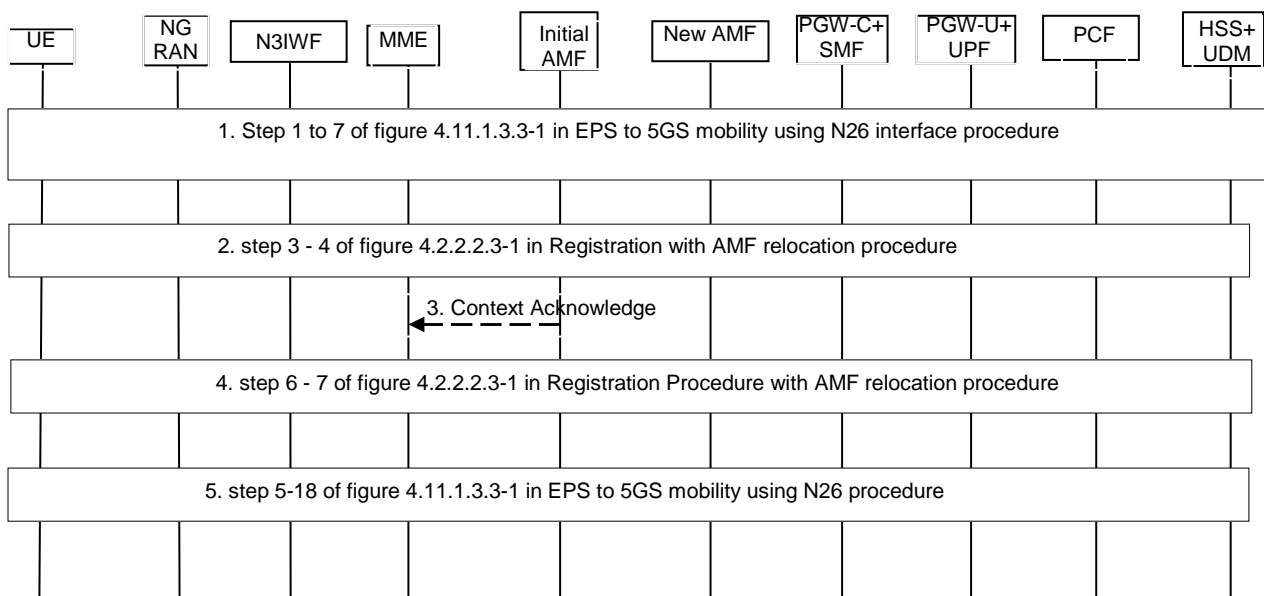 UE
NG
RAN
N3IWF
MME
Initial
AMF
New AMF
PGW-C+
SMF
PGW-U+
UPF
PCF
HSS+
UDM
1. Step 1 to 7 of figure 4.11.1.3.3-1 in EPS to 5GS mobility using N26 interface procedure
2. step 3 - 4 of figure 4.2.2.2.3-1 in Registration with AMF relocation procedure
3. Context Acknowledge
4. step 6 - 7 of figure 4.2.2.2.3-1 in Registration Procedure with AMF relocation procedure
5. step 5-18 of figure 4.11.1.3.3-1 in EPS to 5GS mobility using N26 procedure